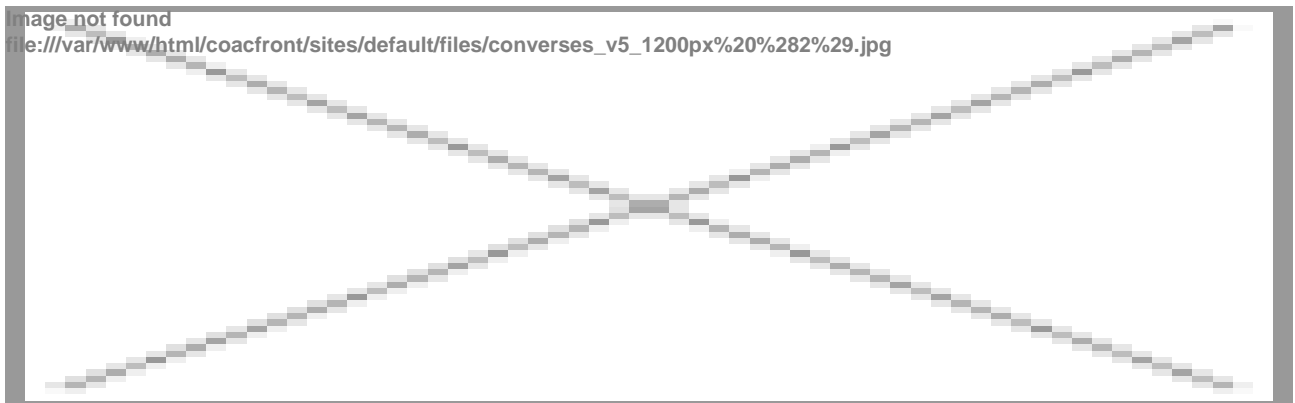 Image not found
file:///var/www/html/coacfront/sites/default/files/converses_v5_1200px%20%282%29.jpg